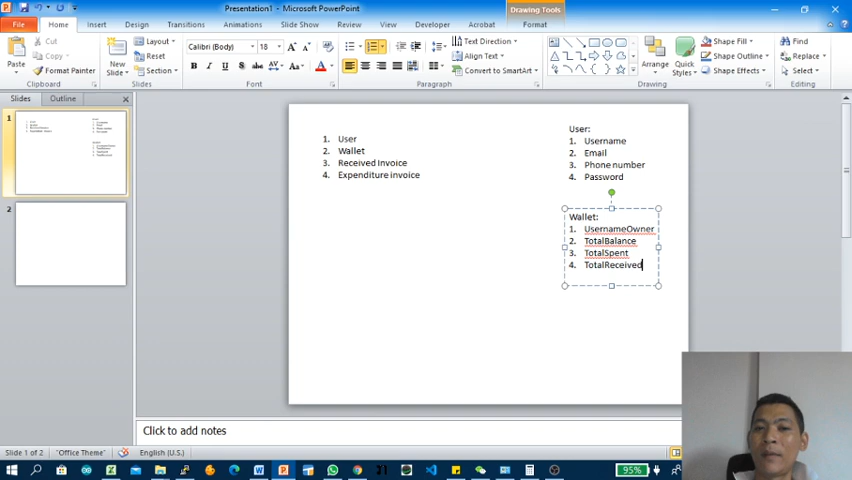 Presentation1 - Microsoft PowerPoint
Drawing Tools
File Home Insert Design Transitions Animations Slide Show Review View Developer Acrobat Format
Paste
Cut
Copy
Format Painter
Clipboard
New Slide
Layout
Reset
Section
Slides
Calibri (Body) 18
Font
Text Direction
Align Text
Convert to SmartArt
Paragraph
Arrange
Quick Styles
Shape Fill
Shape Outline
Shape Effects
Drawing
Find
Replace
Select
Editing
Slides Outline
1
2
1. User
2. Wallet
3. Received Invoice
4. Expenditure invoice
User:
1. Username
2. Email
3. Phone number
4. Password
Wallet:
1. UsernameOwner
2. TotalBalance
3. TotalSpent
4. TotalReceived
Click to add notes
Slide 1 of 2 "Office Theme" English (U.S.)
95%